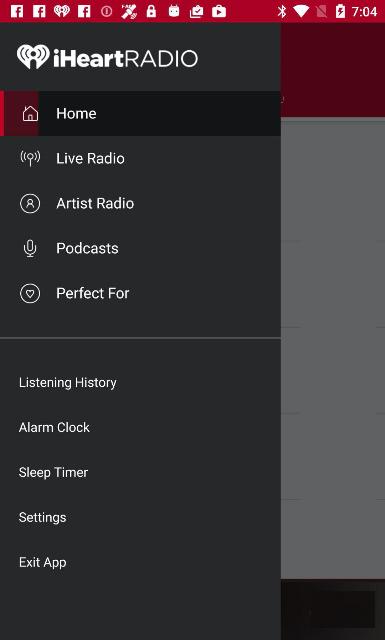 7:04
iHeartRADIO
Home
Live Radio
Artist Radio
Podcasts
Perfect For
Listening History
Alarm Clock
Sleep Timer
Settings
Exit App